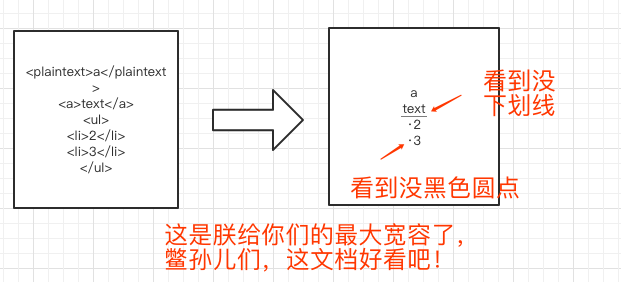 <plaintext>a</plaintext
>
<a>text</a>
<ul>
<li>2</li>
<li>3</li>
</ul>
a
text
·2
·3
看到没
下划线
看到没黑色圆点
这是朕给你们的最大宽容了，
鳖孙儿们，这文档好看吧！